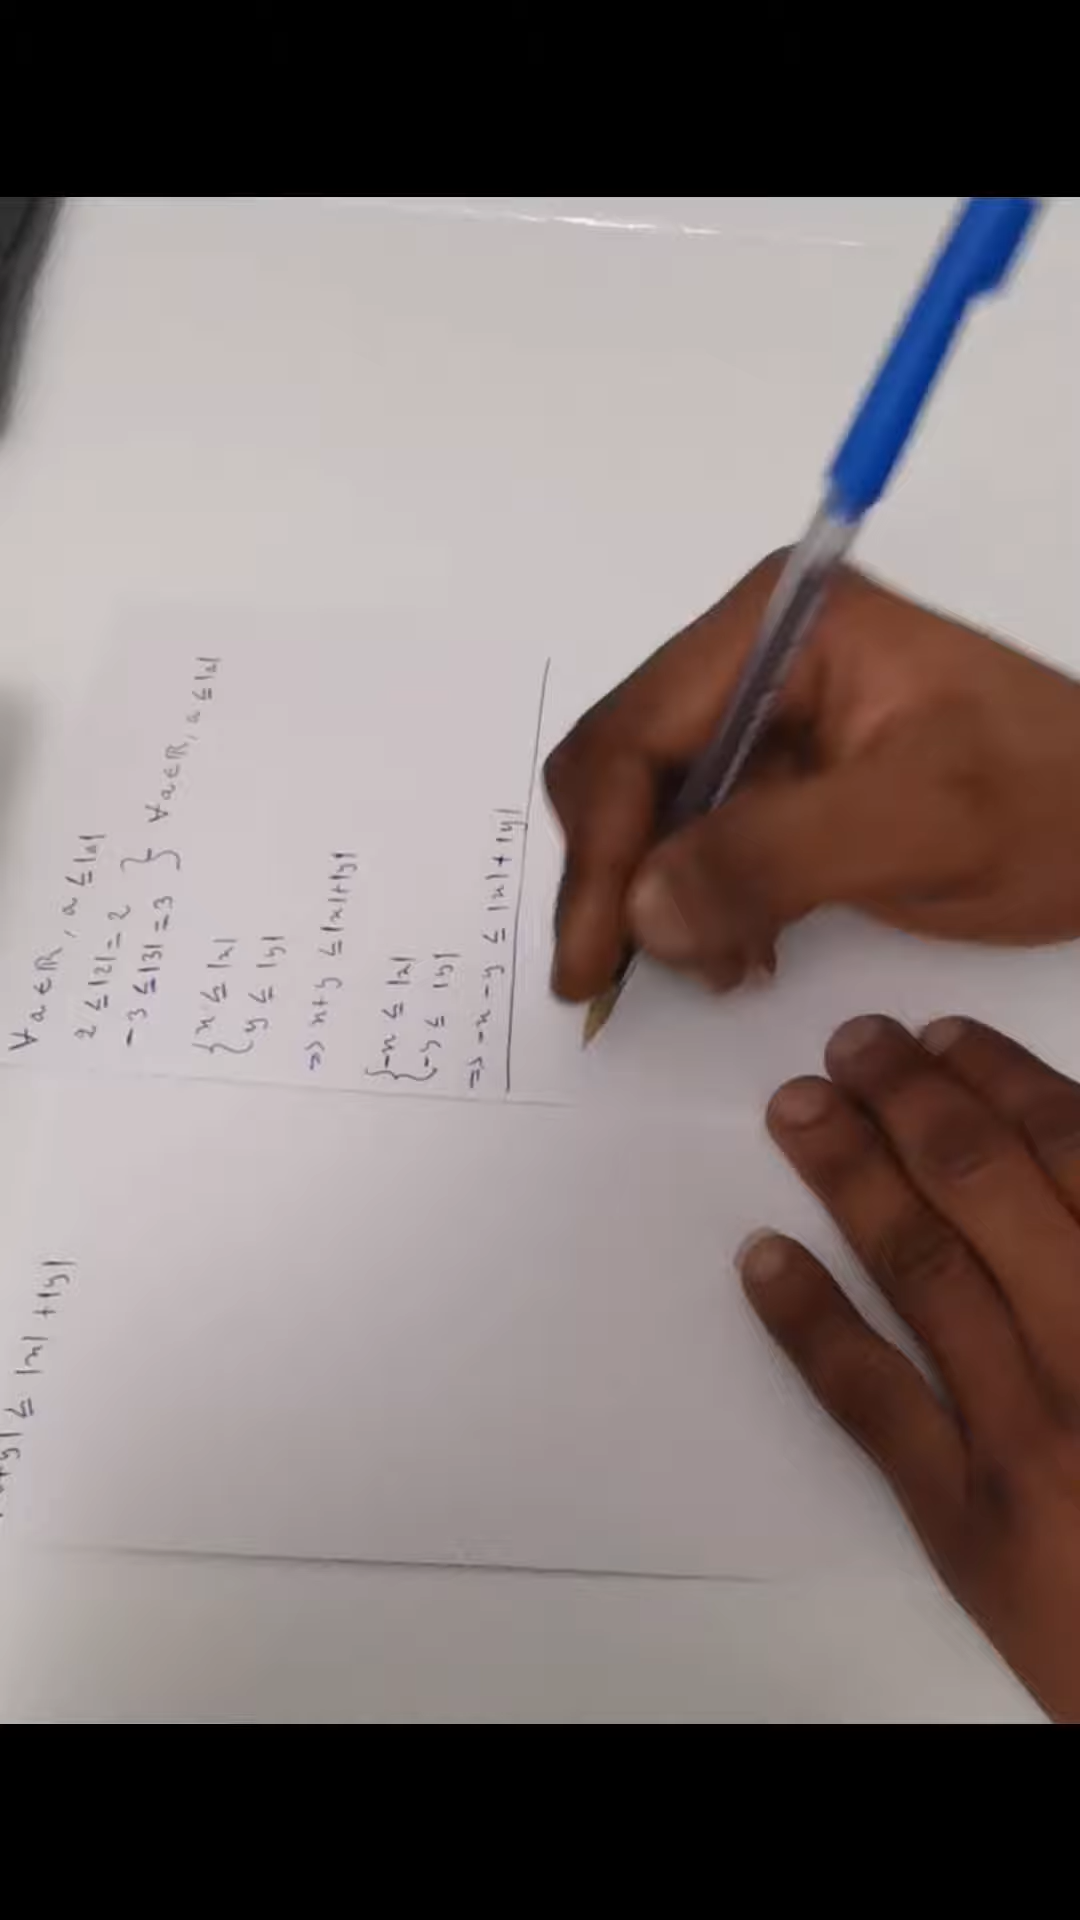 +y| ≤ |x| + |y|
∀ a ∈ ℝ, a ≤ |a|
2 ≤ |2| = 2
-3 ≤ |3| = 3 } ∀ a ∈ ℝ, a ≤ |a|
{ x ≤ |x|
y ≤ |y|
=> x+y ≤ |x|+|y|
{ -x ≤ |x|
-y ≤ |y|
=> -x-y ≤ |x|+|y|